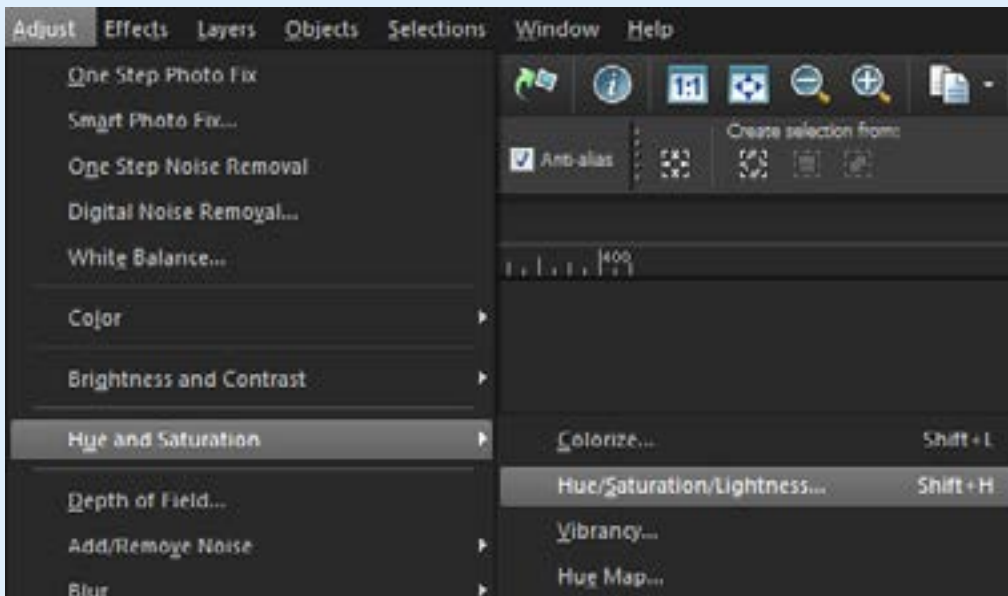 Adjust Effects Layers Objects Selections Window Help
One Step Photo Fix
Smart Photo Fix...
One Step Noise Removal
Digital Noise Removal...
White Balance...
Color
Brightness and Contrast
Hue and Saturation
Depth of Field...
Add/Remove Noise
Blur
1:1
Create selection from:
Anti-alias
400
Colorize... Shift+L
Hue/Saturation/Lightness... Shift+H
Vibrancy...
Hue Map...